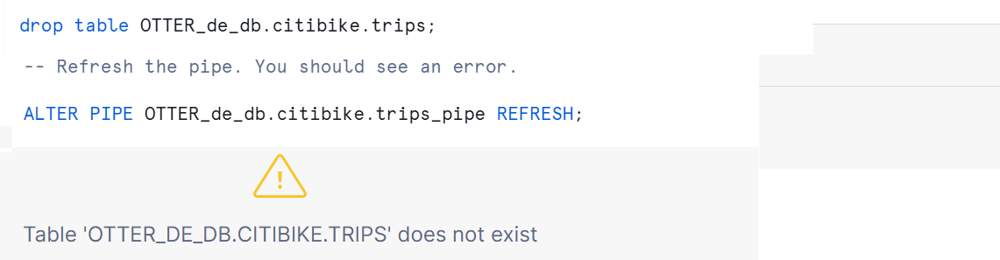 drop table OTTER_de_db.citibike.trips;
-- Refresh the pipe. You should see an error.
ALTER PIPE OTTER_de_db.citibike.trips_pipe REFRESH;
Table 'OTTER_DE_DB.CITIBIKE.TRIPS' does not exist